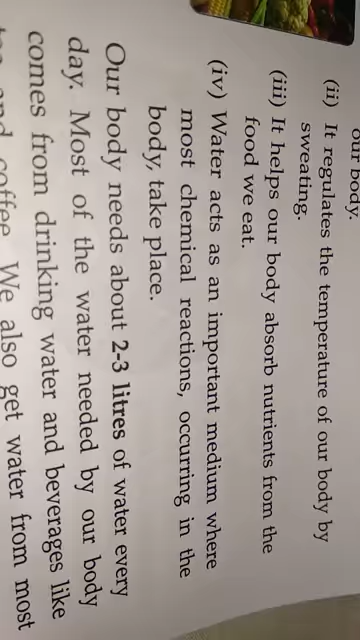 our body.
(ii) It regulates the temperature of our body by
sweating.
(iii) It helps our body absorb nutrients from the
food we eat.
(iv) Water acts as an important medium where
most chemical reactions, occurring in the
body, take place.
Our body needs about 2-3 litres of water every
day. Most of the water needed by our body
comes from drinking water and beverages like
and coffee. We also get water from most